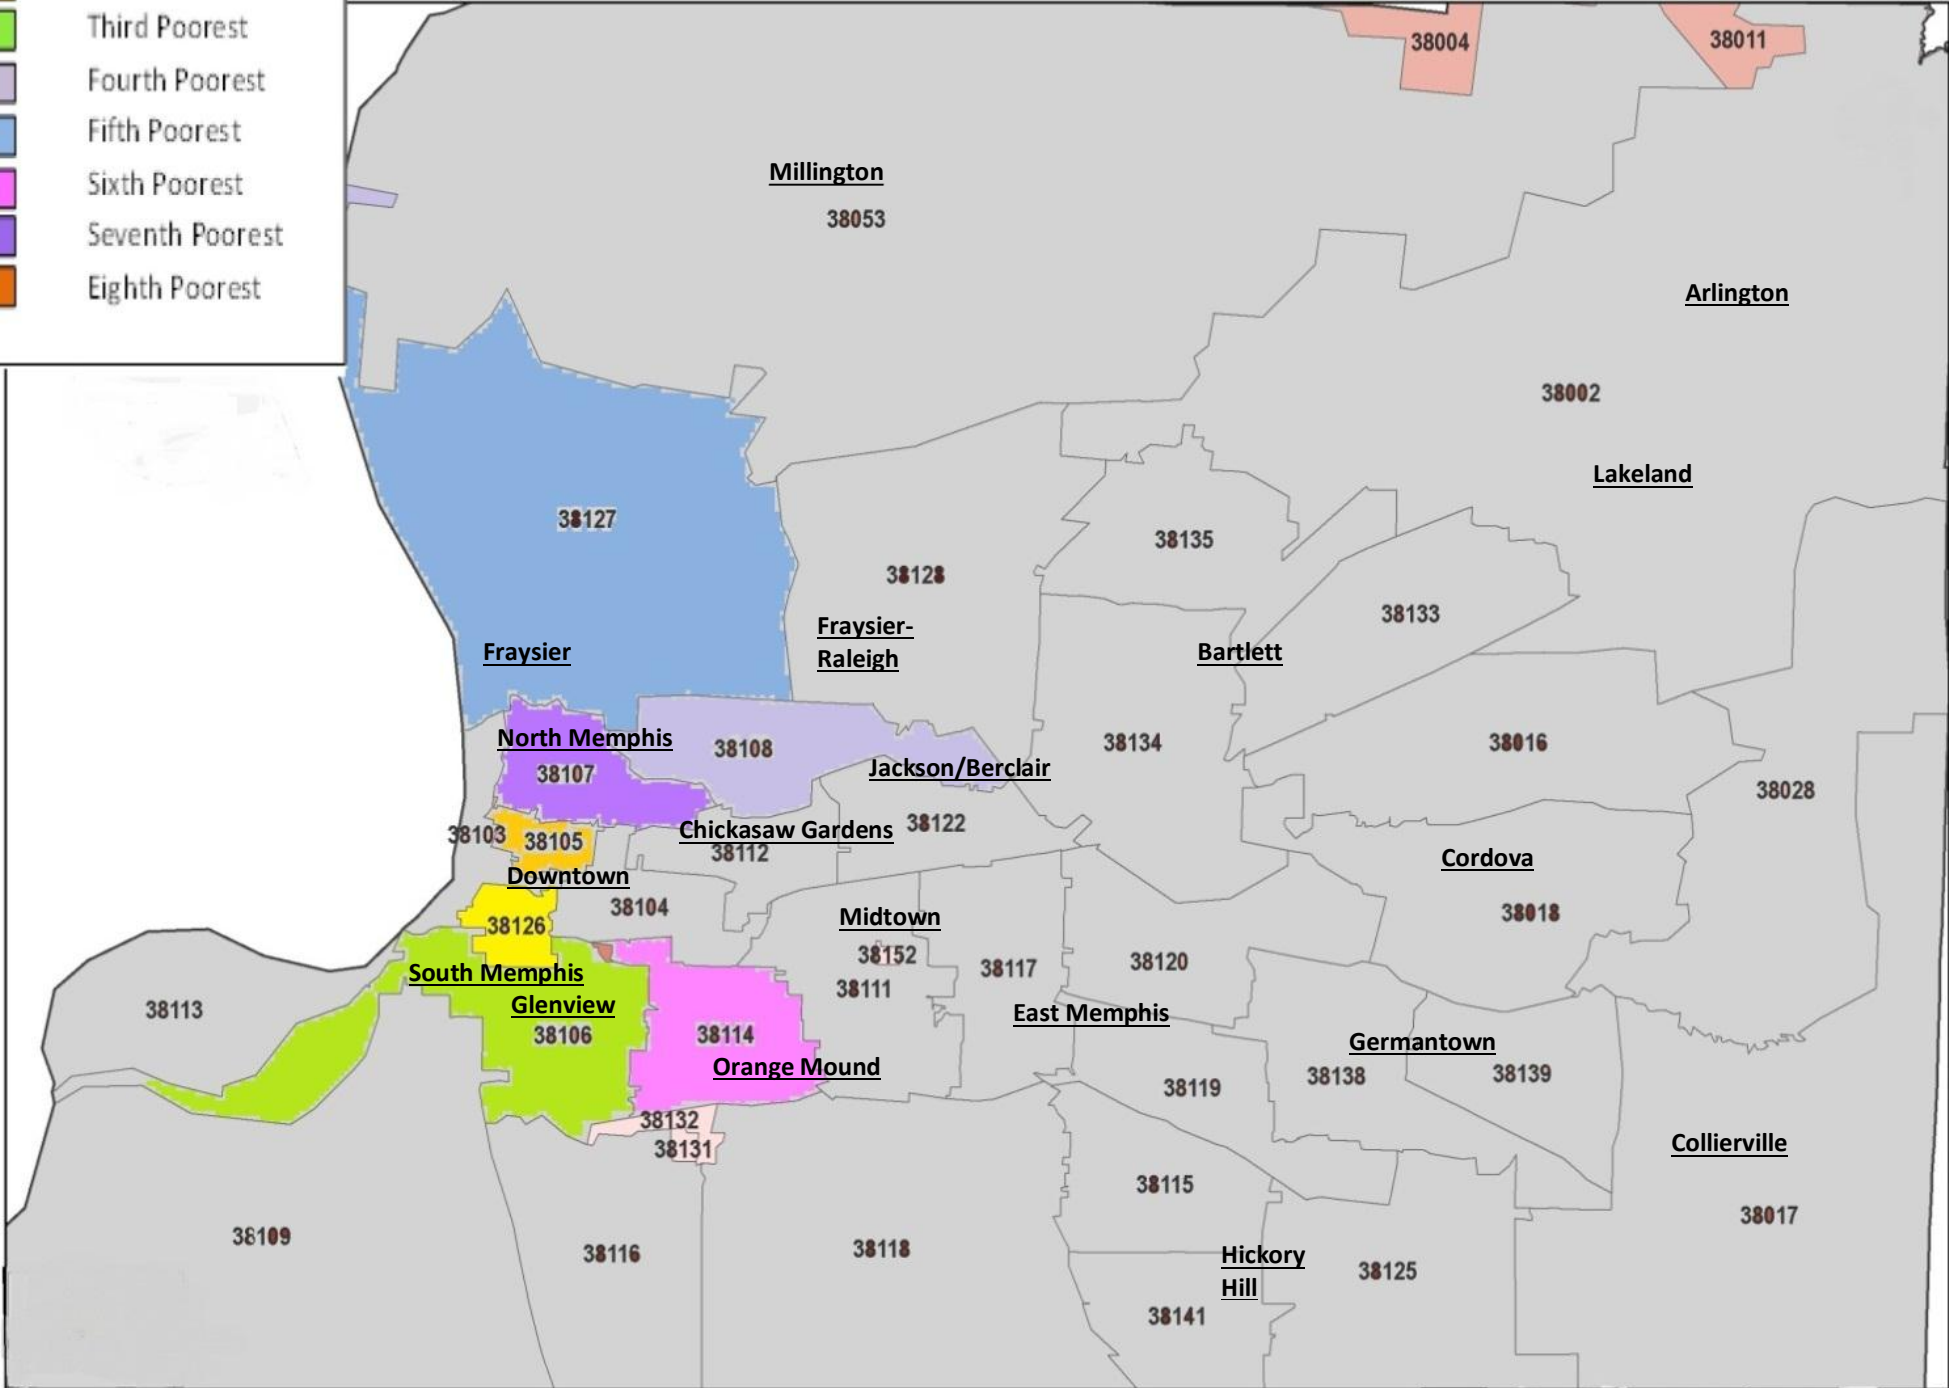 Third Poorest
Fourth Poorest
Fifth Poorest
Sixth Poorest
Seventh Poorest
Eighth Poorest
38004
38011
Millington
38053
Arlington
38002
Lakeland
38127
38135
38128
38133
Fraysier-
Raleigh
Fraysier
Bartlett
North Memphis
38108
38134
38016
Jackson/Berclair
38107
38028
38103
38105
Chickasaw Gardens
38122
38112
Cordova
Downtown
38104
Midtown
38018
38126
38152
38117
38120
South Memphis
38111
Glenview
38113
East Memphis
38106
38114
Germantown
Orange Mound
38138
38139
38119
38132
38131
Collierville
38115
38017
38109
38116
38118
Hickory
Hill
38125
38141